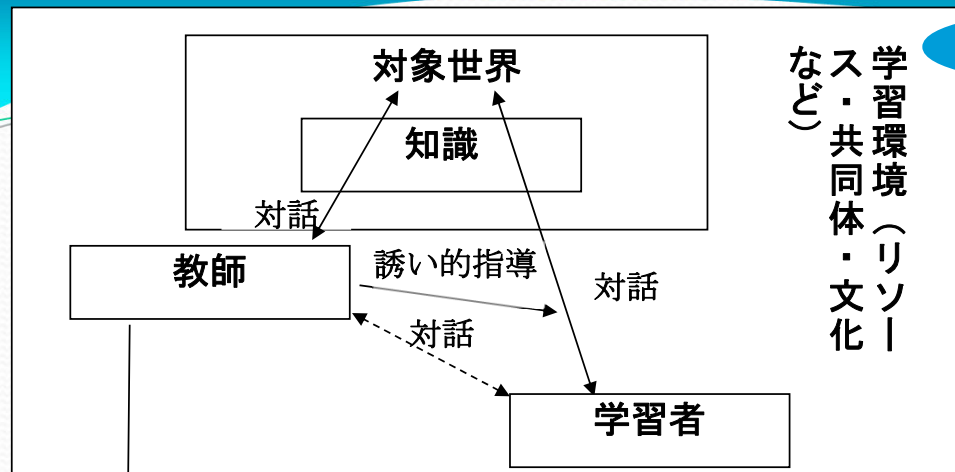 学習環境（リソー
ス・共同体・文化
など）
対象世界
知識
対話
教師
誘い的指導
対話
対話
学習者